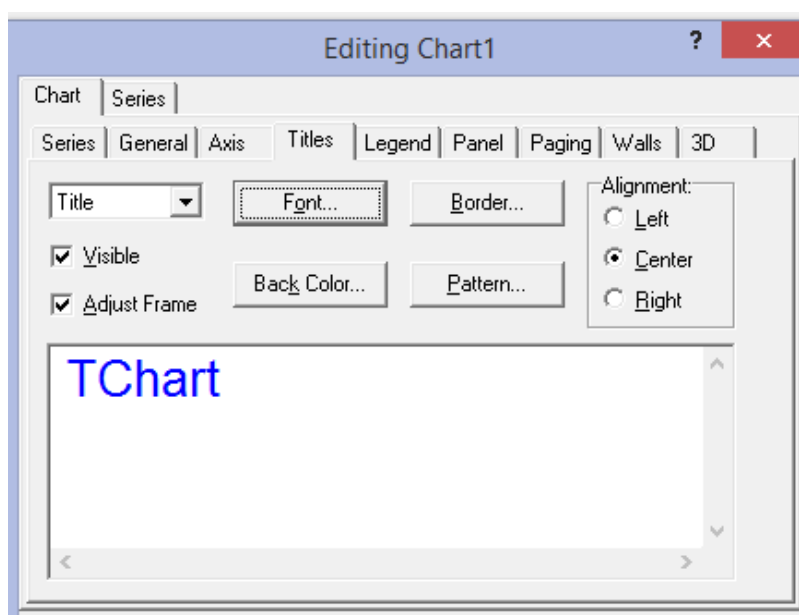 Editing Chart1 ? ×
Chart Series
Series General Axis Titles Legend Panel Paging Walls 3D
Title Font... Border... Alignment:
Left
Visible Center
Back Color... Pattern...
Adjust Frame Right
TChart